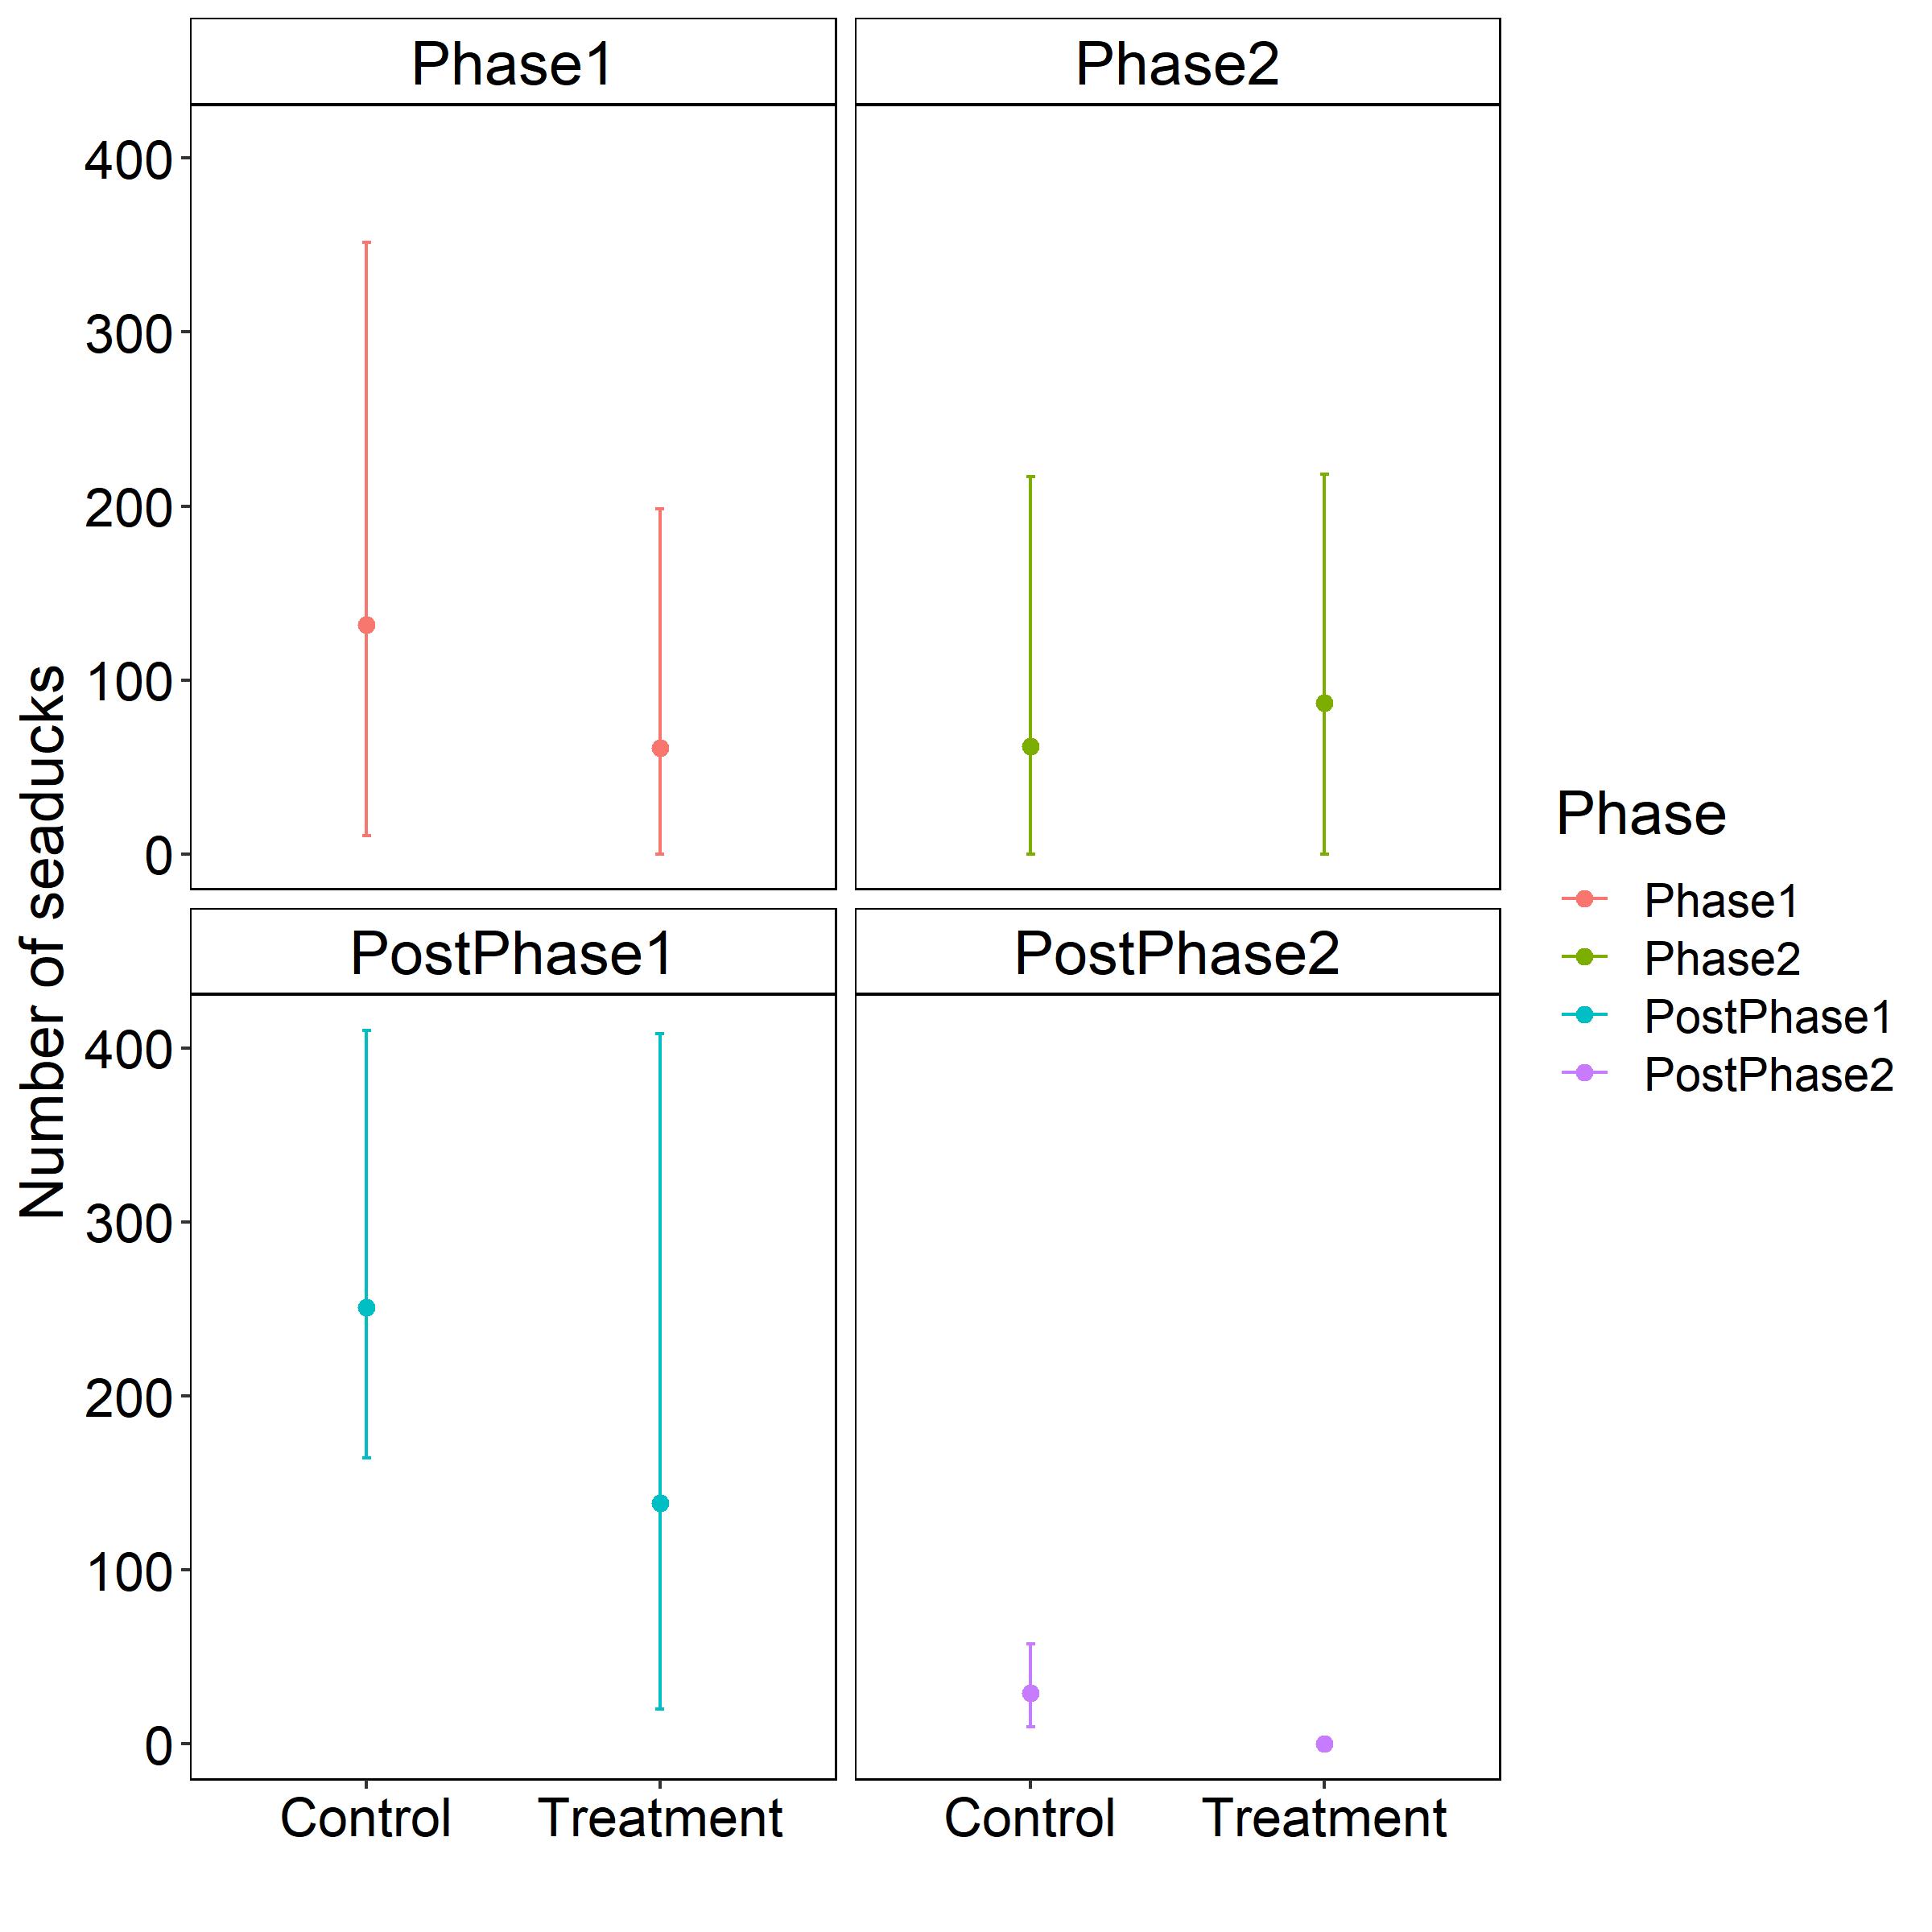 Phase1
Phase2
400
300
200
100
0
PostPhase1
PostPhase2
400
300
200
100
0
Control
Treatment
Control
Treatment
Number of seaducks
Phase
Phase1
Phase2
PostPhase1
PostPhase2